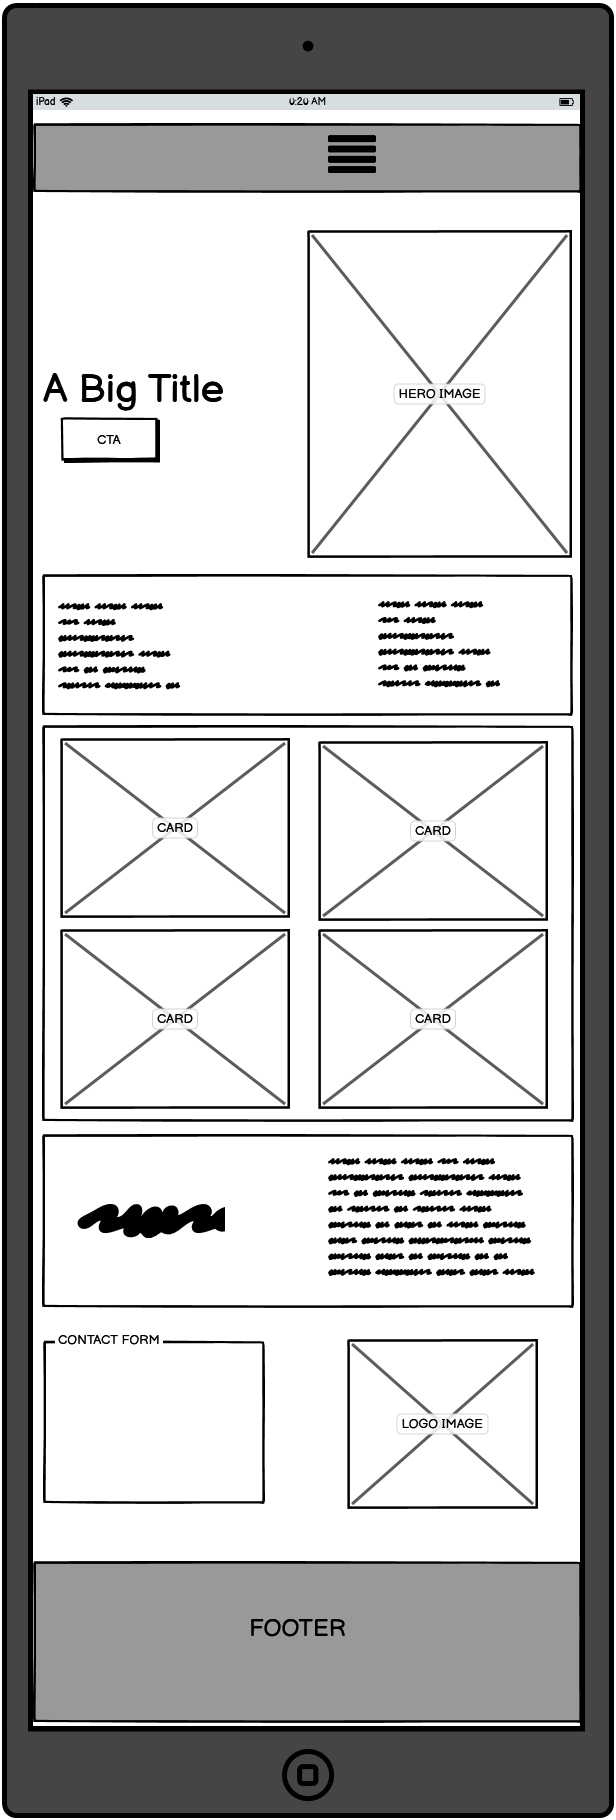 iPad 0:20 AM
A Big Title
HERO IMAGE
CTA
CARD CARD
CARD CARD
CONTACT FORM
LOGO IMAGE
FOOTER